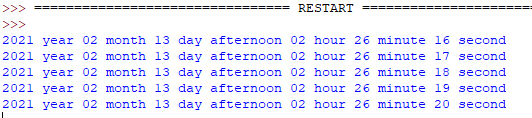 >>> ================================ RESTART ======================
>>>
2021 year 02 month 13 day afternoon 02 hour 26 minute 16 second
2021 year 02 month 13 day afternoon 02 hour 26 minute 17 second
2021 year 02 month 13 day afternoon 02 hour 26 minute 18 second
2021 year 02 month 13 day afternoon 02 hour 26 minute 19 second
2021 year 02 month 13 day afternoon 02 hour 26 minute 20 second